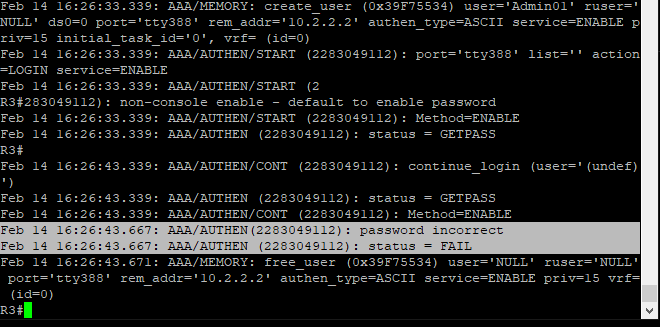 Feb 14 16:26:33.339: AAA/MEMORY: create_user (0x39F75534) user='Admin01' ruser='
NULL' ds0=0 port='tty388' rem_addr='10.2.2.2' authen_type=ASCII service=ENABLE p
riv=15 initial_task_id='0', vrf= (id=0)
Feb 14 16:26:33.339: AAA/AUTHEN/START (2283049112): port='tty388' list='' action
=LOGIN service=ENABLE
Feb 14 16:26:33.339: AAA/AUTHEN/START (2
R3#283049112): non-console enable - default to enable password
Feb 14 16:26:33.339: AAA/AUTHEN/START (2283049112): Method=ENABLE
Feb 14 16:26:33.339: AAA/AUTHEN (2283049112): status = GETPASS
R3#
Feb 14 16:26:43.339: AAA/AUTHEN/CONT (2283049112): continue_login (user='(undef)
')
Feb 14 16:26:43.339: AAA/AUTHEN (2283049112): status = GETPASS
Feb 14 16:26:43.339: AAA/AUTHEN/CONT (2283049112): Method=ENABLE
Feb 14 16:26:43.667: AAA/AUTHEN(2283049112): password incorrect
Feb 14 16:26:43.667: AAA/AUTHEN (2283049112): status = FAIL
Feb 14 16:26:43.671: AAA/MEMORY: free_user (0x39F75534) user='NULL' ruser='NULL'
port='tty388' rem_addr='10.2.2.2' authen_type=ASCII service=ENABLE priv=15 vrf=
(id=0)
R3#